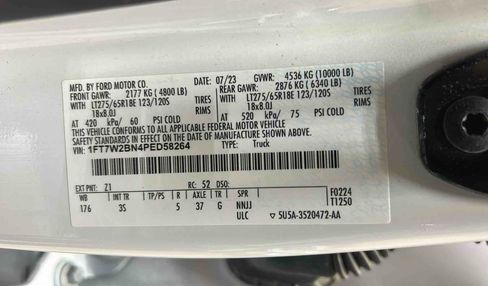 MFD. BY FORD MOTOR CO.
07/23 GVWR: 4536 KG (10000 LB)
FRONT GAWR: 2177 KG ( 4800 LB) REAR GAWR: 2876 KG ( 6340 LB)
WITH LT275/65R18E 123/120S TIRES WITH LT275/65R18E 123/120S TIRES
18x8.0J RIMS 18x8.0J RIMS
AT 420 kPa/ 60 PSI COLD AT 520 kPa/ 75 PSI COLD
THIS VEHICLE CONFORMS TO ALL APPLICABLE FEDERAL MOTOR VEHICLE
SAFETY STANDARDS IN EFFECT ON THE DATE OF MANUFACTURE SHOWN ABOVE.
VIN: 1FT7W2BN4PED58264 TYPE: Truck
EXT PNT: Z1 RC: 52 DSO:
WB INT TR TP/PS R AXLE TR SPR F0224
176 3S 5 37 G NNJJ T1250
ULC ▽ 5U5A-3520472-AA